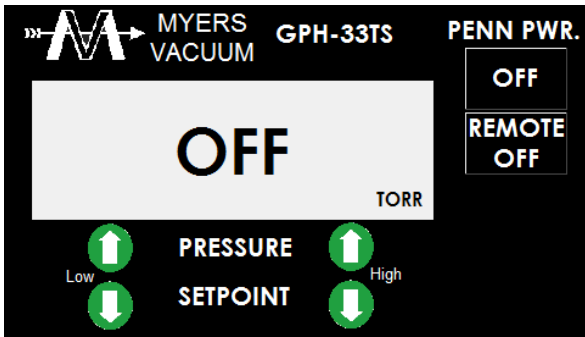 MYERS
VACUUM
GPH-33TS
PENN PWR.
OFF
REMOTE
OFF
OFF
TORR
PRESSURE
Low
High
SETPOINT